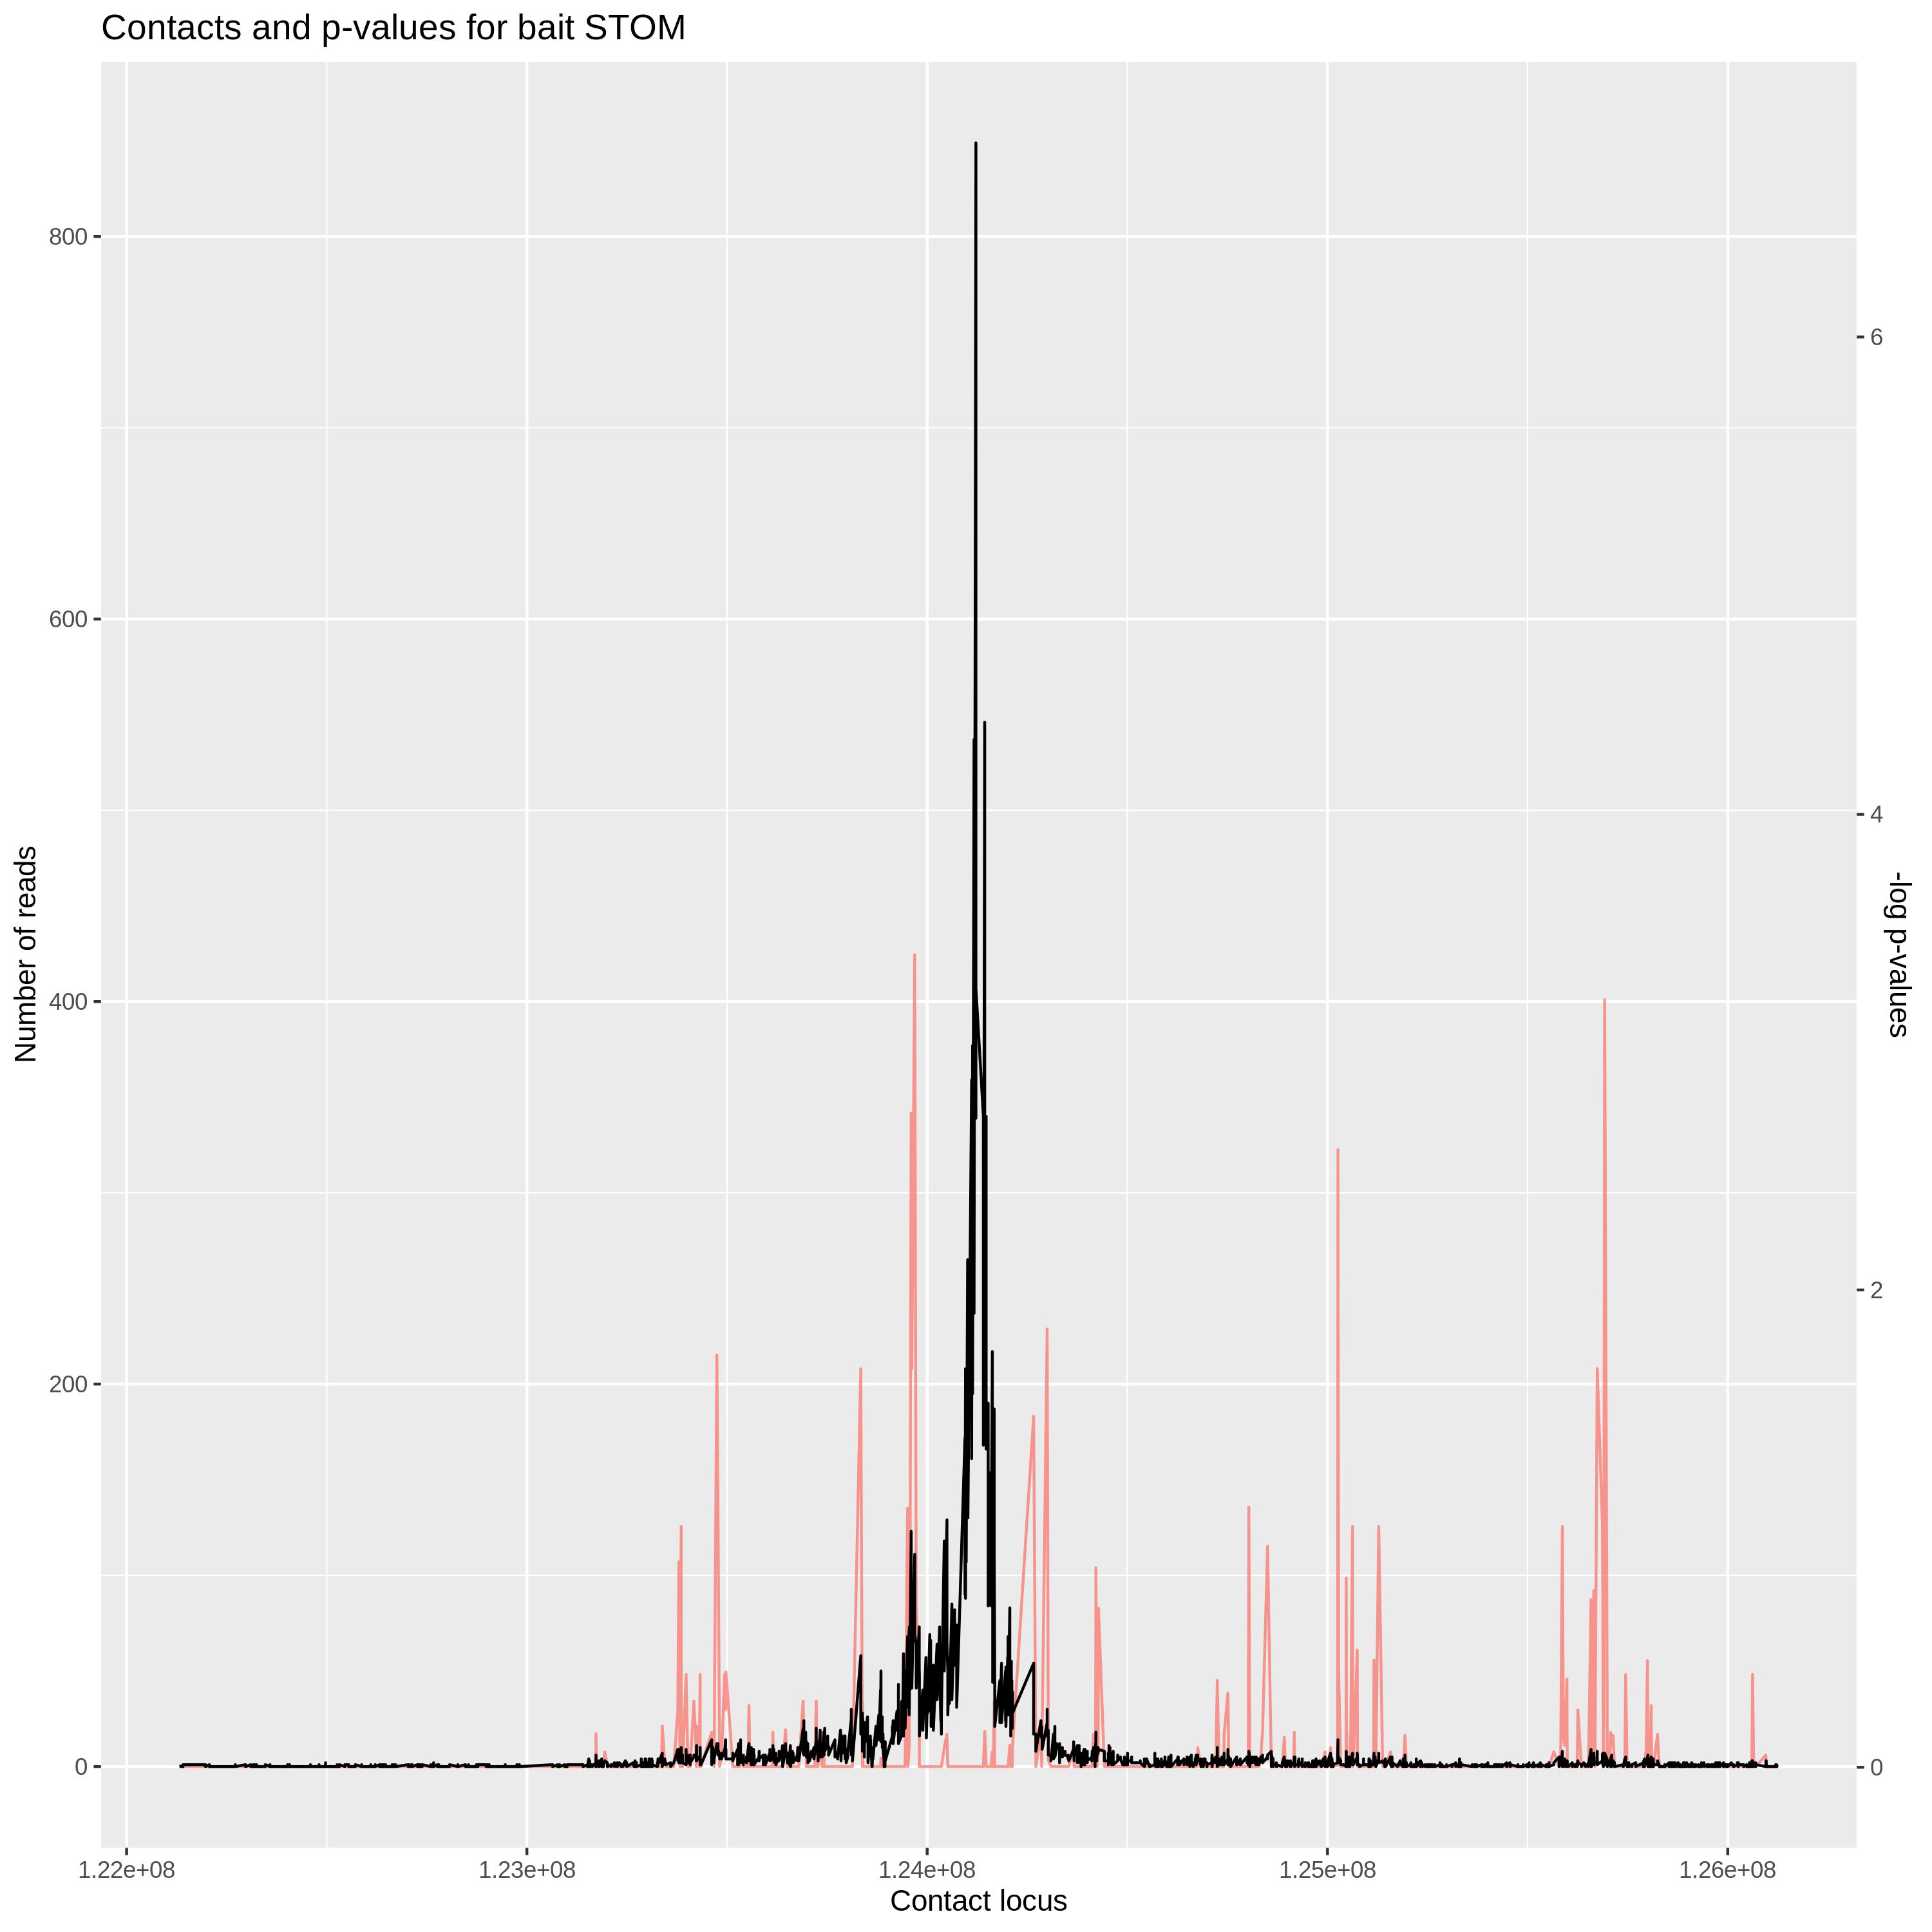 Contacts and p-values for bait STOM
Number of reads
800
600
400
200
0
6
4
2
0
-log p-values
1.22e+08
1.23e+08
1.24e+08
1.25e+08
1.26e+08
Contact locus